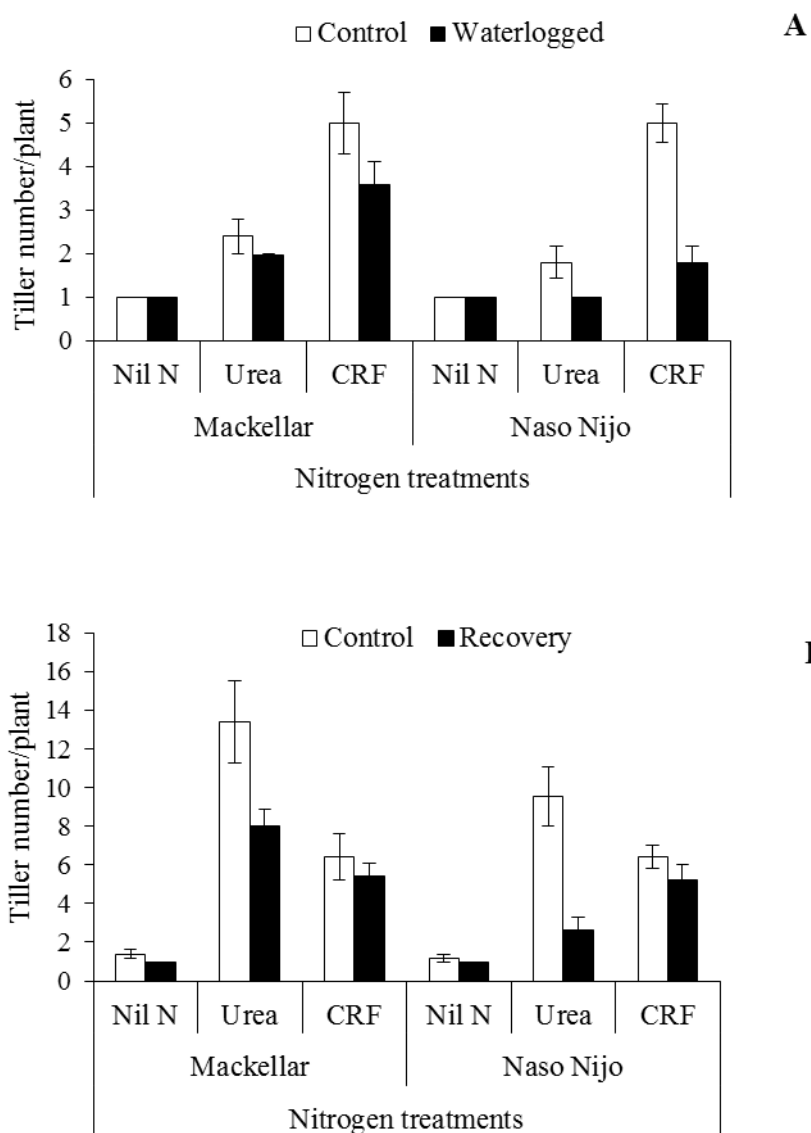 Control Waterlogged A
6
5
4
3
2
1
0
Tiller number/plant
Nil N Urea CRF Nil N Urea CRF
Mackellar Naso Nijo
Nitrogen treatments
Control Recovery
18
16
14
12
10
8
6
4
2
0
Tiller number/plant
Nil N Urea CRF Nil N Urea CRF
Mackellar Naso Nijo
Nitrogen treatments